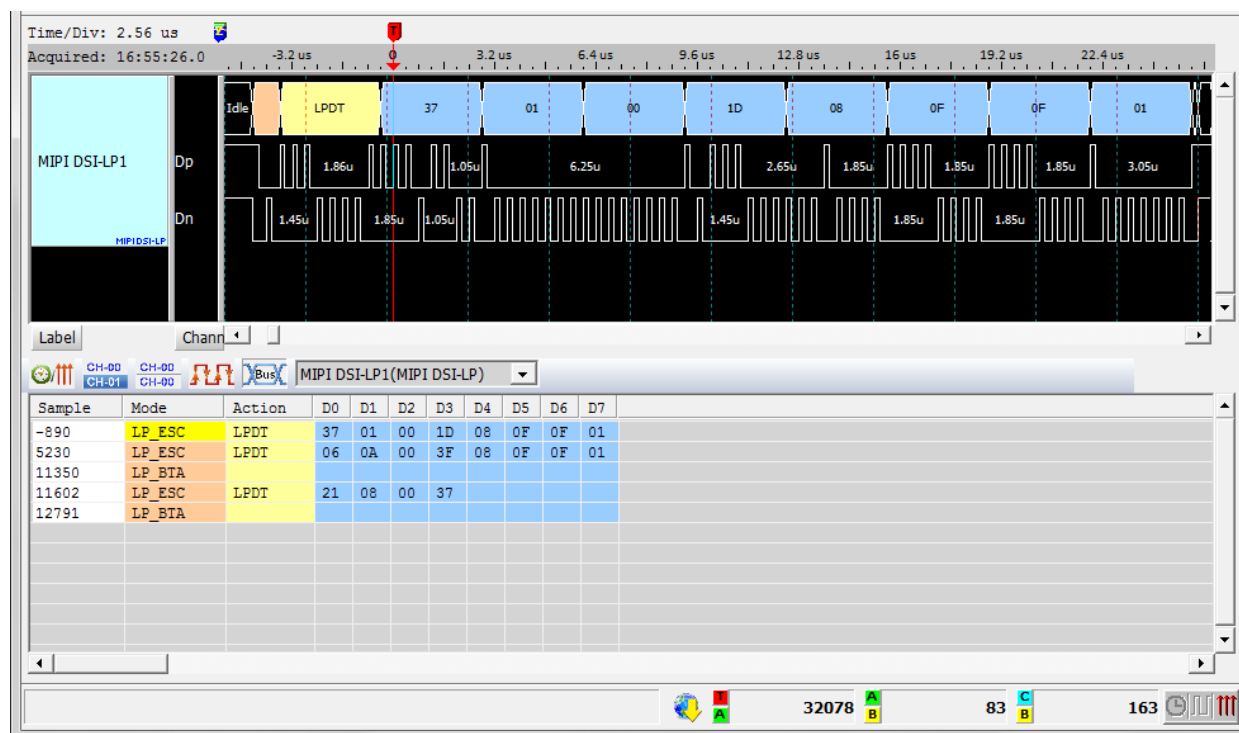 Time/Div: 2.56 us
Acquired: 16:55:26.0 -3.2 us 0 3.2 us 6.4 us 9.6 us 12.8 us 16 us 19.2 us 22.4 us
Idle LPDT 37 01 00 1D 08 0F 0F 01
MIPI DSI-LP1 Dp 1.86u 1.05u 6.25u 2.65u 1.85u 1.85u 1.85u 3.05u
Dn 1.45u 1.85u 1.05u 1.45u 1.85u 1.85u
MIPI DSI-LP
Label Chann
CH-00 CH-01 CH-00 CH-00 Bus MIPI DSI-LP1(MIPI DSI-LP)
Sample Mode Action D0 D1 D2 D3 D4 D5 D6 D7
-890 LP_ESC LPDT 37 01 00 1D 08 0F 0F 01
5230 LP_ESC LPDT 06 0A 00 3F 08 0F 0F 01
11350 LP_BTA
11602 LP_ESC LPDT 21 08 00 37
12791 LP_BTA
T A 32078 A B 83 C B 163